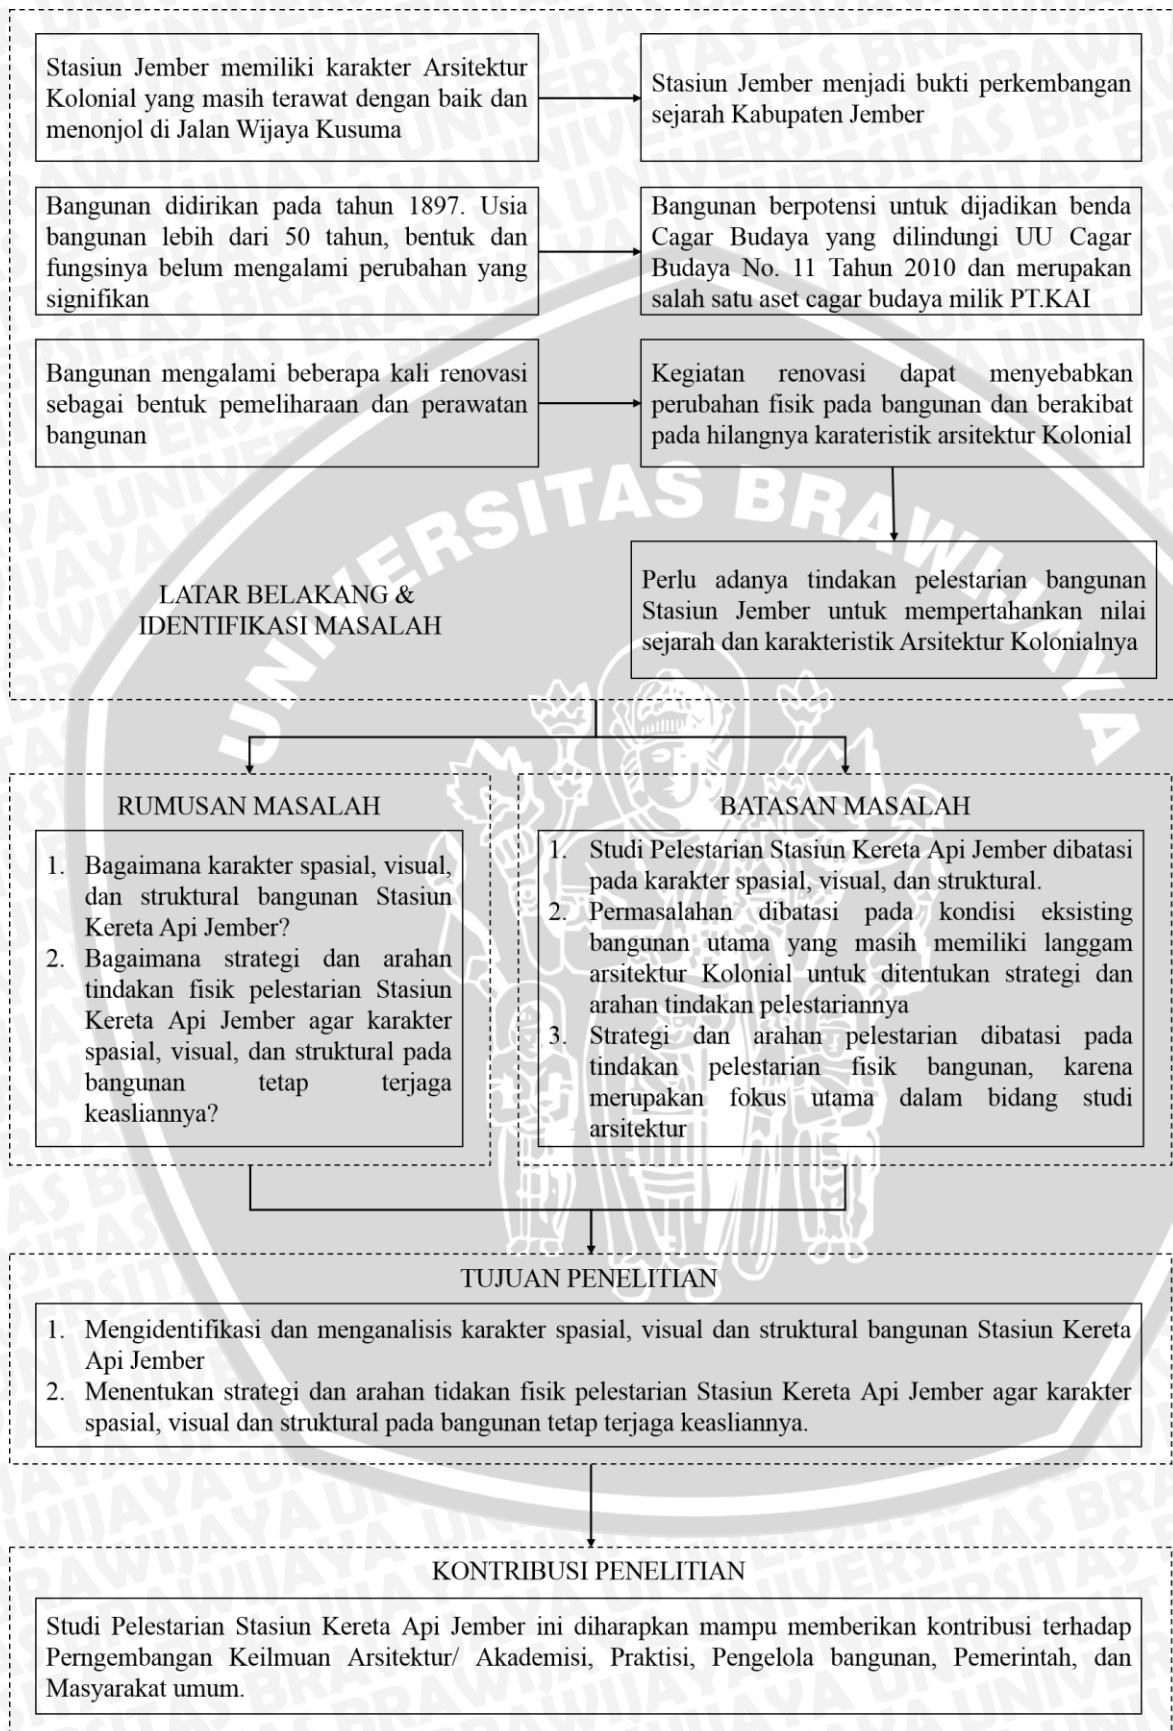 Stasiun Jember memiliki karakter Arsitektur
Kolonial yang masih terawat dengan baik dan
menonjol di Jalan Wijaya Kusuma
Stasiun Jember menjadi bukti perkembangan
sejarah Kabupaten Jember
Bangunan didirikan pada tahun 1897. Usia
bangunan lebih dari 50 tahun, bentuk dan
fungsinya belum mengalami perubahan yang
signifikan
Bangunan berpotensi untuk dijadikan benda
Cagar Budaya yang dilindungi UU Cagar
Budaya No. 11 Tahun 2010 dan merupakan
salah satu aset cagar budaya milik PT.KAI
Bangunan mengalami beberapa kali renovasi
sebagai bentuk pemeliharaan dan perawatan
bangunan
Kegiatan renovasi dapat menyebabkan
perubahan fisik pada bangunan dan berakibat
pada hilangnya karateristik arsitektur Kolonial
UNIVERSITAS BRAWIJAYA
LATAR BELAKANG &
IDENTIFIKASI MASALAH
Perlu adanya tindakan pelestarian bangunan
Stasiun Jember untuk mempertahankan nilai
sejarah dan karakteristik Arsitektur Kolonialnya
RUMUSAN MASALAH
1. Bagaimana karakter spasial, visual,
dan struktural bangunan Stasiun
Kereta Api Jember?
2. Bagaimana strategi dan arahan
tindakan fisik pelestarian Stasiun
Kereta Api Jember agar karakter
spasial, visual, dan struktural pada
bangunan tetap terjaga
keasliannya?
BATASAN MASALAH
1. Studi Pelestarian Stasiun Kereta Api Jember dibatasi
pada karakter spasial, visual, dan struktural.
2. Permasalahan dibatasi pada kondisi eksisting
bangunan utama yang masih memiliki langgam
arsitektur Kolonial untuk ditentukan strategi dan
arahan tindakan pelestariannya
3. Strategi dan arahan pelestarian dibatasi pada
tindakan pelestarian fisik bangunan, karena
merupakan fokus utama dalam bidang studi
arsitektur
TUJUAN PENELITIAN
1. Mengidentifikasi dan menganalisis karakter spasial, visual dan struktural bangunan Stasiun Kereta
Api Jember
2. Menentukan strategi dan arahan tidakan fisik pelestarian Stasiun Kereta Api Jember agar karakter
spasial, visual dan struktural pada bangunan tetap terjaga keasliannya.
KONTRIBUSI PENELITIAN
Studi Pelestarian Stasiun Kereta Api Jember ini diharapkan mampu memberikan kontribusi terhadap
Perngembangan Keilmuan Arsitektur/ Akademisi, Praktisi, Pengelola bangunan, Pemerintah, dan
Masyarakat umum.